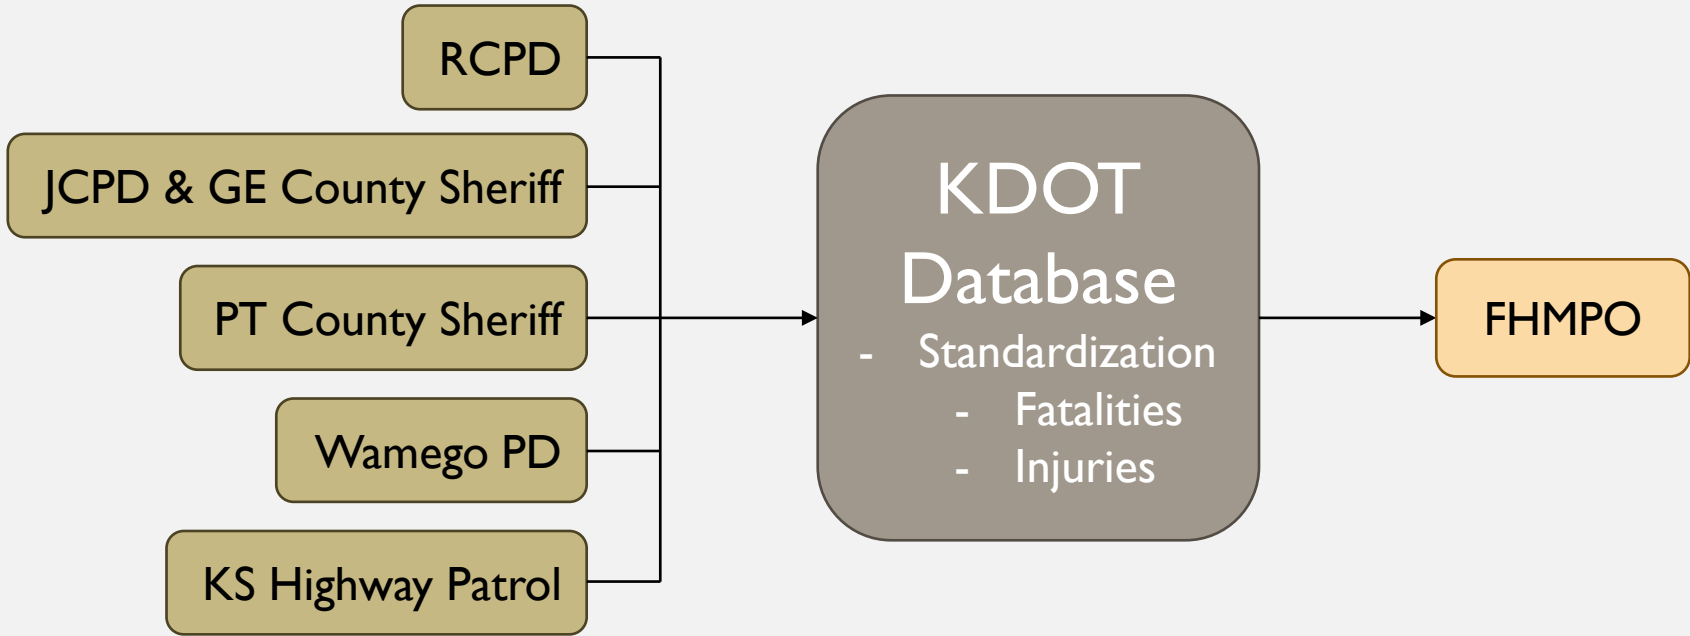 RCPD
JCPD & GE County Sheriff
PT County Sheriff
Wamego PD
KS Highway Patrol
KDOT
Database
- Standardization
- Fatalities
- Injuries
FHMPO